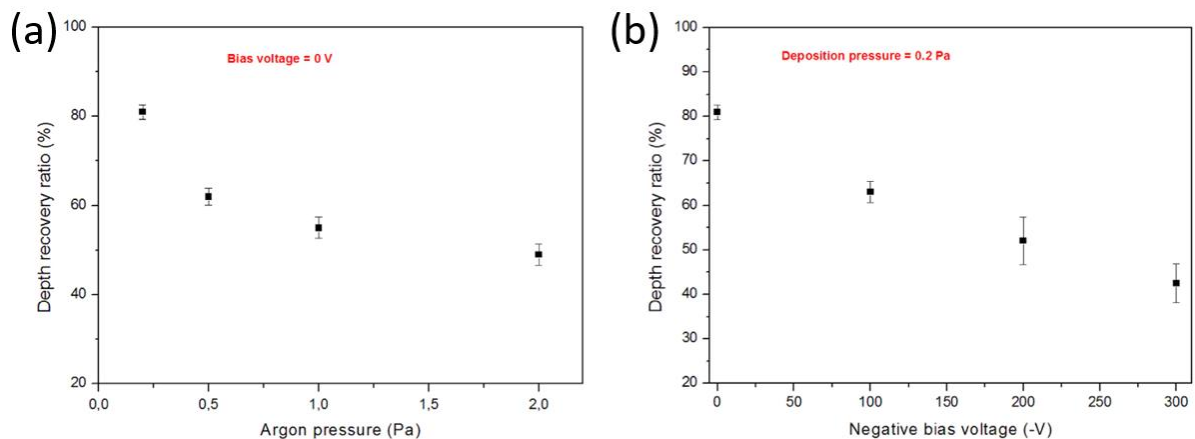 (a)
Bias voltage = 0 V
100
80
60
40
20
Depth recovery ratio (%)
0,0 0,5 1,0 1,5 2,0
Argon pressure (Pa)
(b)
Deposition pressure = 0.2 Pa
100
90
80
70
60
50
40
30
20
Depth recovery ratio (%)
0 50 100 150 200 250 300
Negative bias voltage (-V)